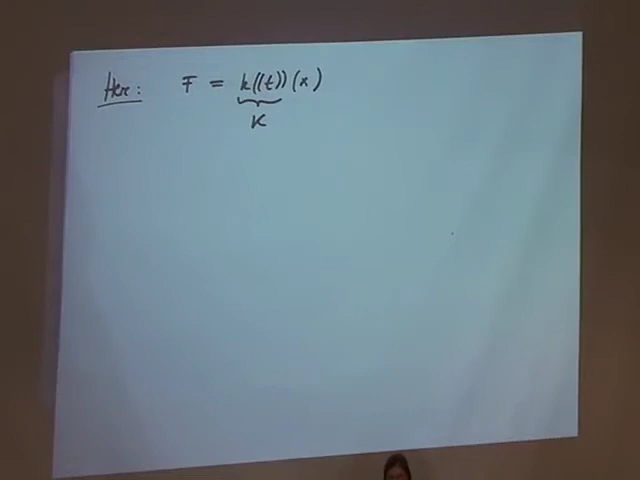 Here: F = k((t))(x)
K